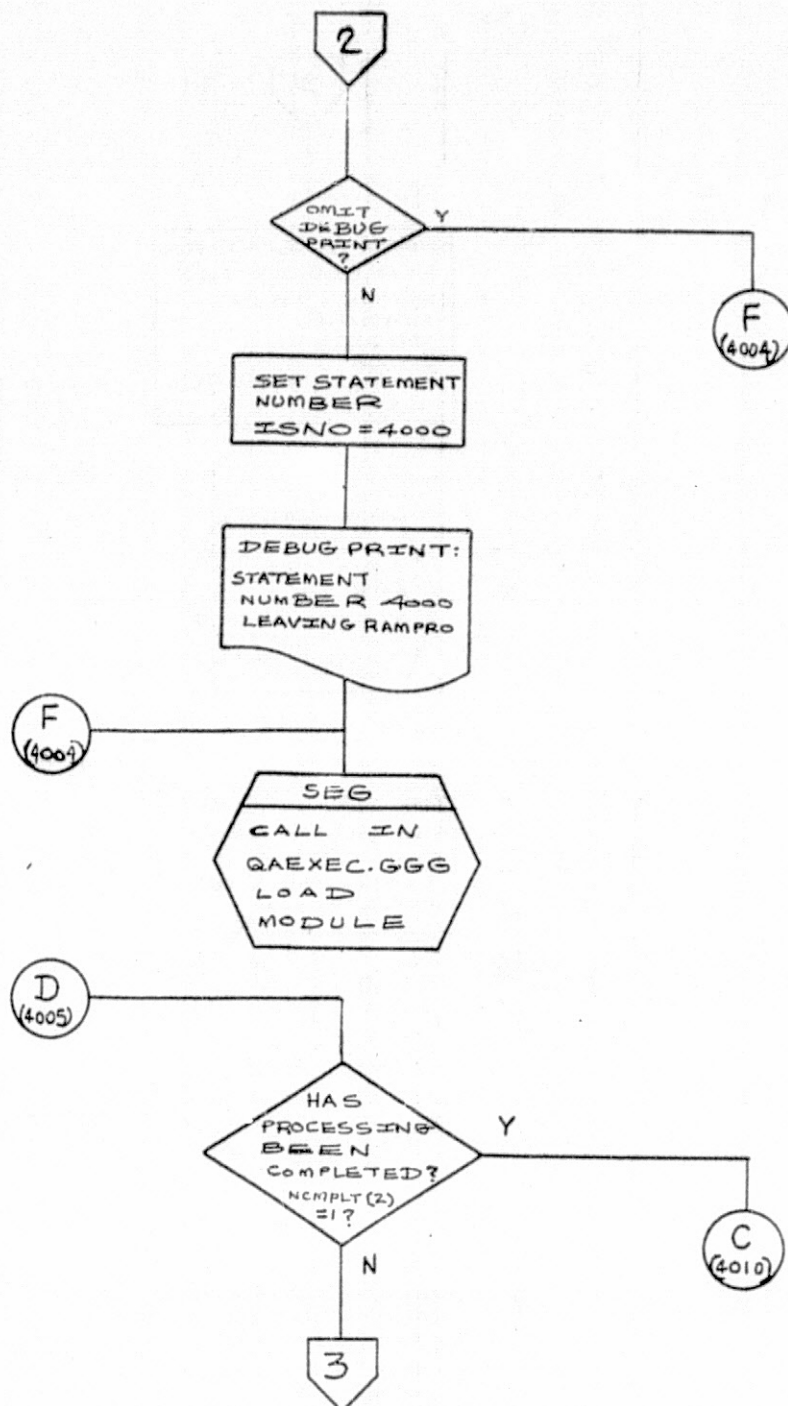 2
OMIT
DEBUG
PRINT
?
Y
N
F
(4004)
SET STATEMENT
NUMBER
ISNO = 4000
DEBUG PRINT:
STATEMENT
NUMBER 4000
LEAVING RAMPRO
F
(4004)
SEG
CALL IN
QAEXEC.GGG
LOAD
MODULE
D
(4005)
HAS
PROCESSING
BEEN
COMPLETED?
NCMPLT(2)
=1?
Y
N
C
(4010)
3